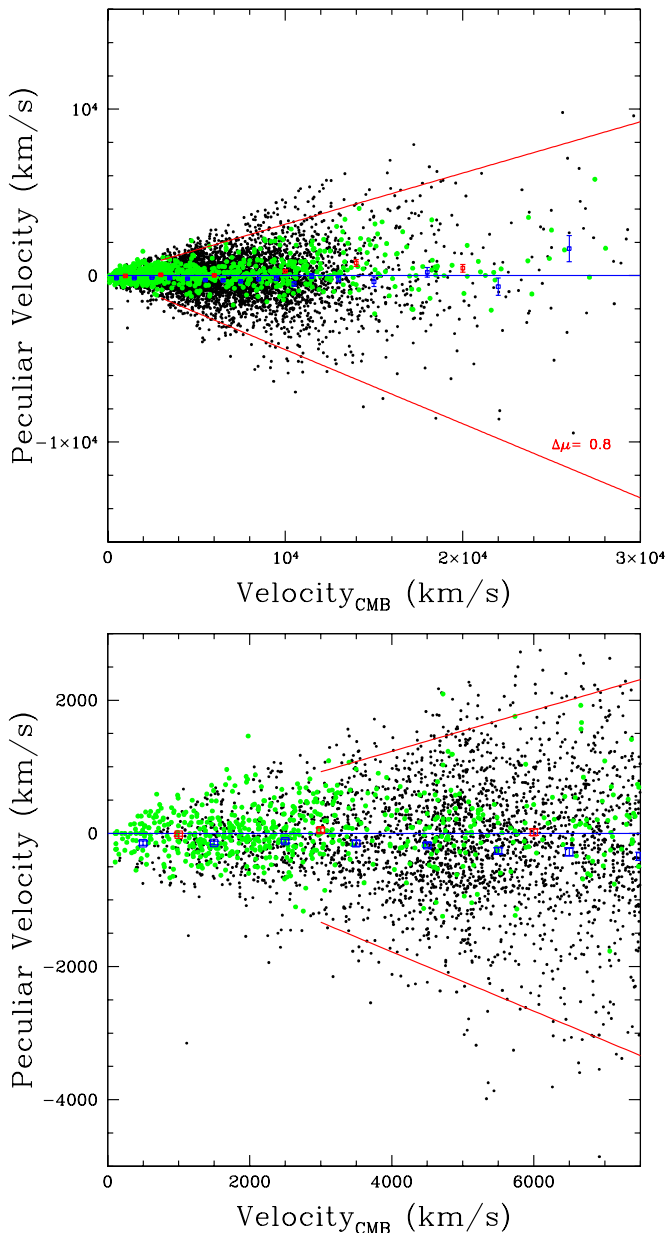 Peculiar Velocity (km/s)
10⁴
0
−1×10⁴
Δμ= 0.8
0 10⁴ 2×10⁴ 3×10⁴
Velocity_CMB (km/s)
Peculiar Velocity (km/s)
2000
0
−2000
−4000
2000 4000 6000
Velocity_CMB (km/s)